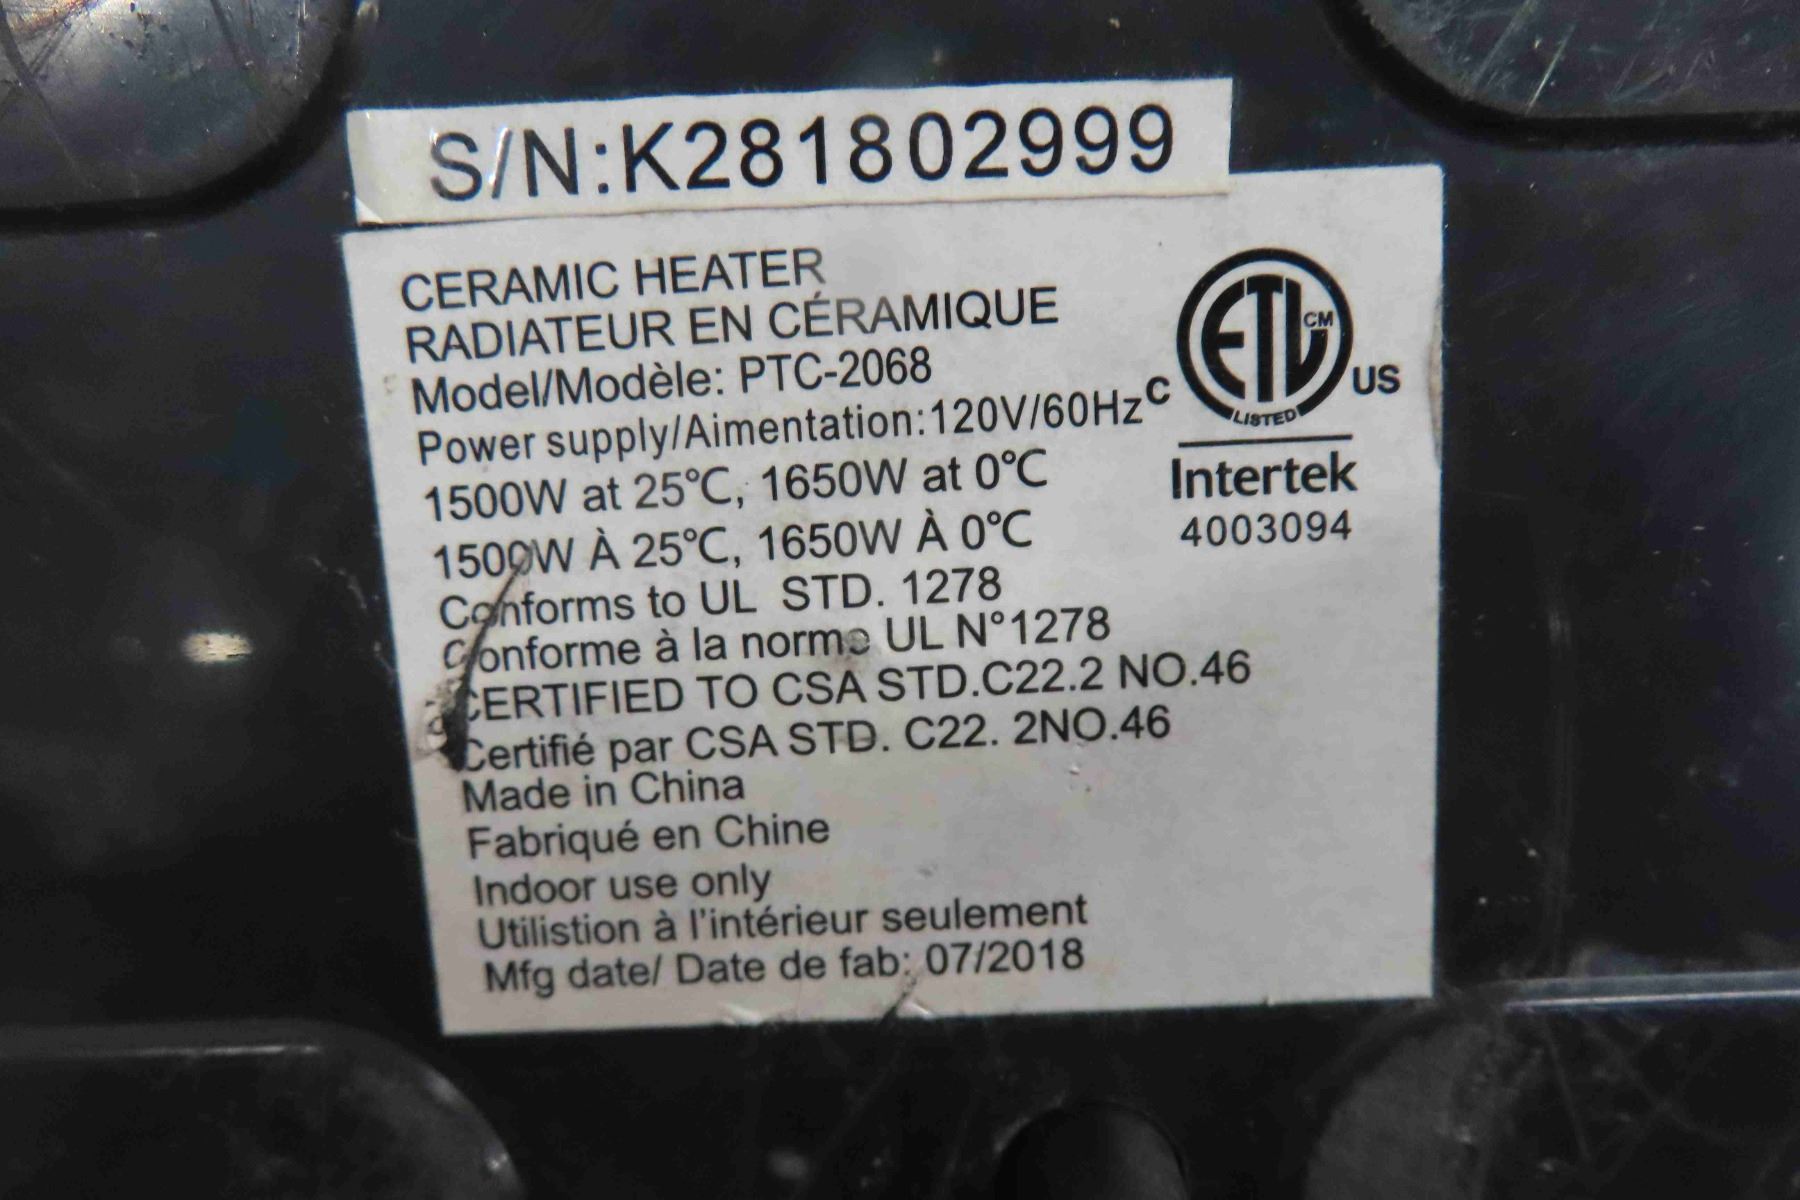 S/N:K281802999
CERAMIC HEATER
RADIATEUR EN CÉRAMIQUE
Model/Modèle: PTC-2068
Power supply/Aimentation:120V/60Hz
1500W at 25°C, 1650W at 0°C
1500W À 25°C, 1650W À 0°C
Conforms to UL STD. 1278
Conforme à la norme UL N°1278
CERTIFIED TO CSA STD.C22.2 NO.46
Certifié par CSA STD. C22. 2NO.46
Made in China
Fabriqué en Chine
Indoor use only
Utilistion à l'intérieur seulement
Mfg date/ Date de fab: 07/2018
C ETL CM US
LISTED
Intertek
4003094